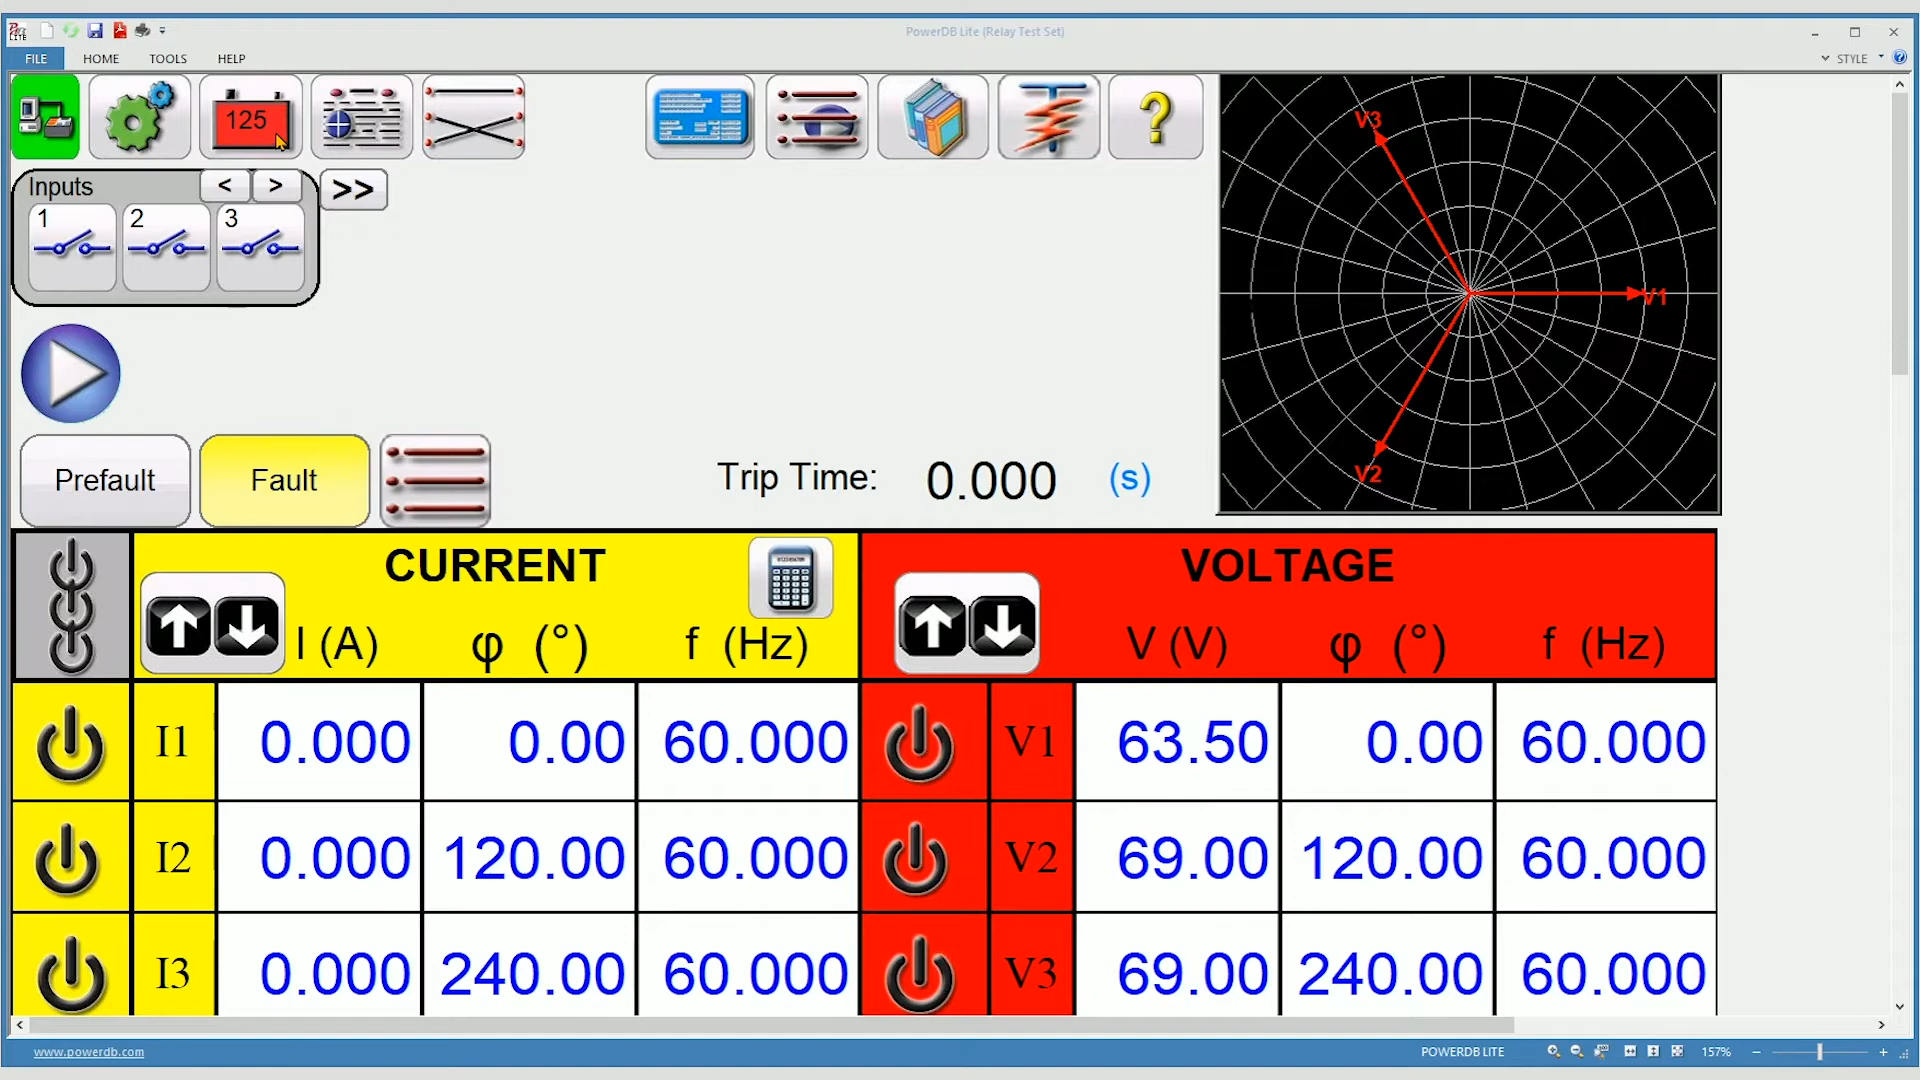 PowerDB Lite (Relay Test Set)
FILE HOME TOOLS HELP
STYLE
125
?
Inputs < > >>
1 2 3
V3
V1
V2
Prefault Fault
Trip Time: 0.000 (s)
CURRENT VOLTAGE
I (A) φ (°) f (Hz) V (V) φ (°) f (Hz)
I1 0.000 0.00 60.000 V1 63.50 0.00 60.000
I2 0.000 120.00 60.000 V2 69.00 120.00 60.000
I3 0.000 240.00 60.000 V3 69.00 240.00 60.000
www.powerdb.com POWERDB LITE 157%